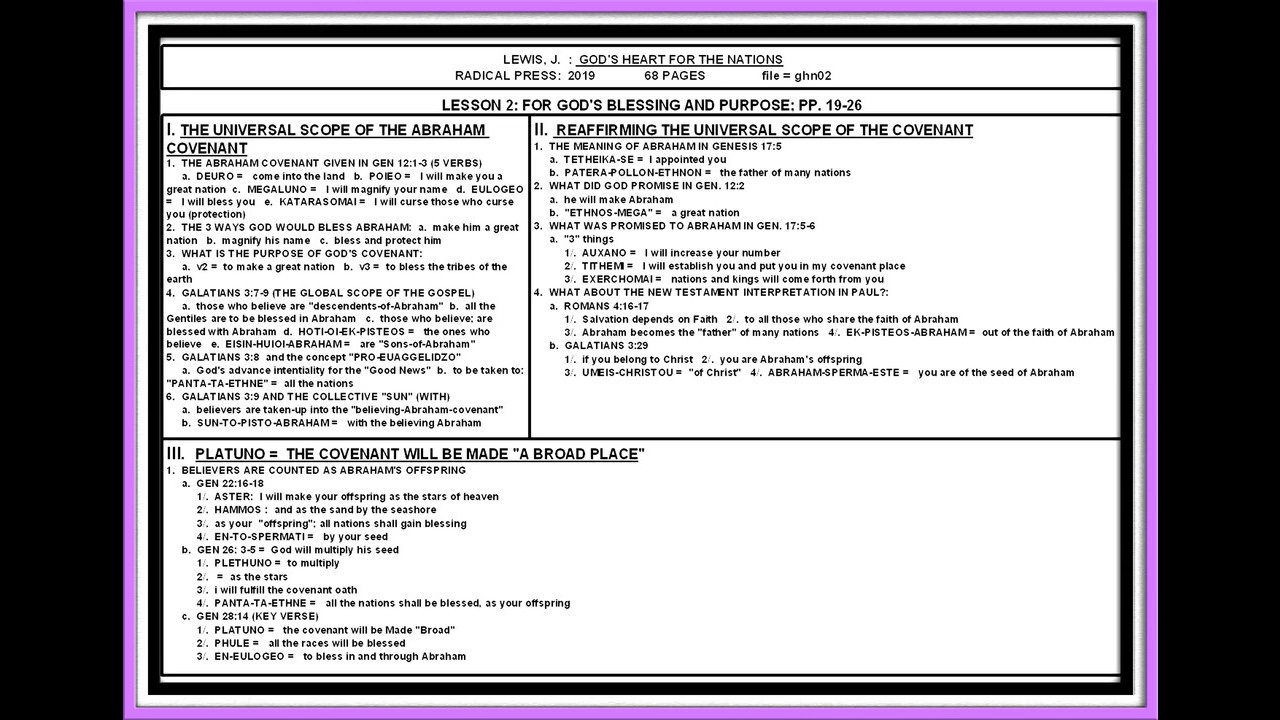 LEWIS, J. : GOD'S HEART FOR THE NATIONS
RADICAL PRESS: 2019 68 PAGES file = ghn02
LESSON 2: FOR GOD'S BLESSING AND PURPOSE: PP. 19-26
I. THE UNIVERSAL SCOPE OF THE ABRAHAM
COVENANT
1. THE ABRAHAM COVENANT GIVEN IN GEN 12:1-3 (5 VERBS)
a. DEURO = come into the land b. POIEO = I will make you a
great nation c. MEGALUNO = I will magnify your name d. EULOGEO
= I will bless you e. KATARASOMAI = I will curse those who curse
you (protection)
2. THE 3 WAYS GOD WOULD BLESS ABRAHAM: a. make him a great
nation b. magnify his name c. bless and protect him
3. WHAT IS THE PURPOSE OF GOD'S COVENANT:
a. v2 = to make a great nation b. v3 = to bless the tribes of the
earth
4. GALATIANS 3:7-9 (THE GLOBAL SCOPE OF THE GOSPEL)
a. those who believe are "descendents-of-Abraham" b. all the
Gentiles are to be blessed in Abraham c. those who believe; are
blessed with Abraham d. HOTI-OI-EK-PISTEOS = the ones who
believe e. EISIN-HUIOI-ABRAHAM = are "Sons-of-Abraham"
5. GALATIANS 3:8 and the concept "PRO-EUAGGELIDZO"
a. God's advance intentiality for the "Good News" b. to be taken to:
"PANTA-TA-ETHNE" = all the nations
6. GALATIANS 3:9 AND THE COLLECTIVE "SUN" (WITH)
a. believers are taken-up into the "believing-Abraham-covenant"
b. SUN-TO-PISTO-ABRAHAM = with the believing Abraham
II. REAFFIRMING THE UNIVERSAL SCOPE OF THE COVENANT
1. THE MEANING OF ABRAHAM IN GENESIS 17:5
a. TETHEIKA-SE = I appointed you
b. PATERA-POLLON-ETHNON = the father of many nations
2. WHAT DID GOD PROMISE IN GEN. 12:2
a. he will make Abraham
b. "ETHNOS-MEGA" = a great nation
3. WHAT WAS PROMISED TO ABRAHAM IN GEN. 17:5-6
a. "3" things
1/. AUXANO = I will increase your number
2/. TITHEMI = I will establish you and put you in my covenant place
3/. EXERCHOMAI = nations and kings will come forth from you
4. WHAT ABOUT THE NEW TESTAMENT INTERPRETATION IN PAUL?:
a. ROMANS 4:16-17
1/. Salvation depends on Faith 2/. to all those who share the faith of Abraham
3/. Abraham becomes the "father" of many nations 4/. EK-PISTEOS-ABRAHAM = out of the faith of Abraham
b. GALATIANS 3:29
1/. if you belong to Christ 2/. you are Abraham's offspring
3/. UMEIS-CHRISTOU = "of Christ" 4/. ABRAHAM-SPERMA-ESTE = you are of the seed of Abraham
III. PLATUNO = THE COVENANT WILL BE MADE "A BROAD PLACE"
1. BELIEVERS ARE COUNTED AS ABRAHAM'S OFFSPRING
a. GEN 22:16-18
1/. ASTER: I will make your offspring as the stars of heaven
2/. HAMMOS : and as the sand by the seashore
3/. as your "offspring"; all nations shall gain blessing
4/. EN-TO-SPERMATI = by your seed
b. GEN 26: 3-5 = God will multiply his seed
1/. PLETHUNO = to multiply
2/. = as the stars
3/. i will fulfill the covenant oath
4/. PANTA-TA-ETHNE = all the nations shall be blessed, as your offspring
c. GEN 28:14 (KEY VERSE)
1/. PLATUNO = the covenant will be Made "Broad"
2/. PHULE = all the races will be blessed
3/. EN-EULOGEO = to bless in and through Abraham